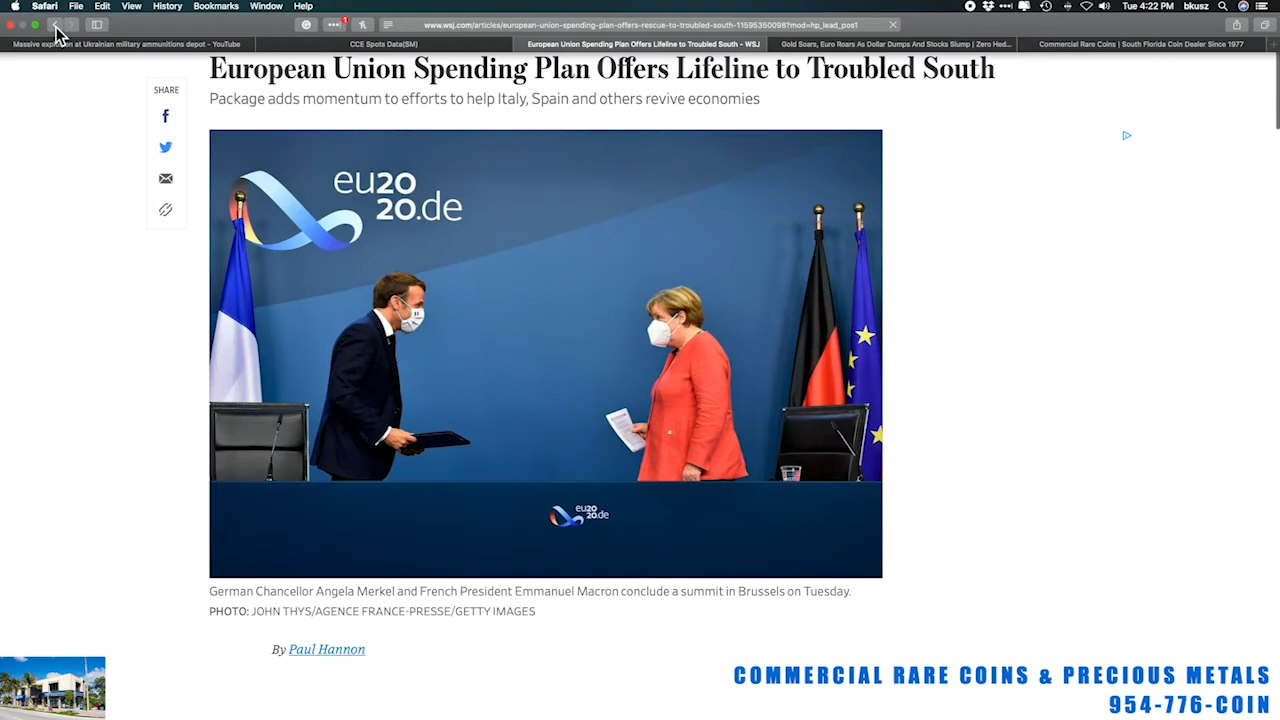 Safari File Edit View History Bookmarks Window Help Tue 4:22 PM bkusz
www.wsj.com/articles/european-union-spending-plan-offers-rescue-to-troubled-south-11595350098?mod=hp_lead_pos1
Massive explosion at Ukrainian military ammunitions depot - YouTube CCE Spots Data(SM) European Union Spending Plan Offers Lifeline to Troubled South - WSJ Gold Soars, Euro Roars As Dollar Dumps And Stocks Slump | Zero Hed... Commercial Rare Coins | South Florida Coin Dealer Since 1977
European Union Spending Plan Offers Lifeline to Troubled South
SHARE
Package adds momentum to efforts to help Italy, Spain and others revive economies
eu20
20.de
eu20
20.de
German Chancellor Angela Merkel and French President Emmanuel Macron conclude a summit in Brussels on Tuesday.
PHOTO: JOHN THYS/AGENCE FRANCE-PRESSE/GETTY IMAGES
By Paul Hannon
COMMERCIAL RARE COINS & PRECIOUS METALS
954-776-COIN